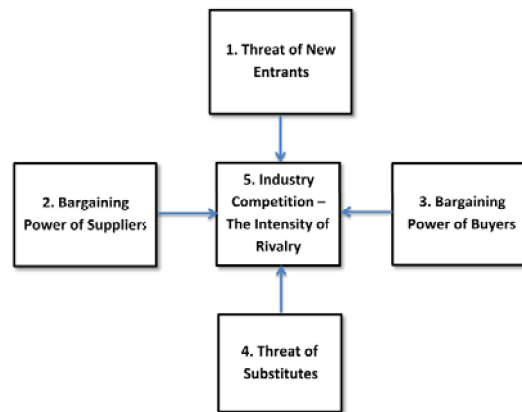 1. Threat of New
Entrants
2. Bargaining
Power of Suppliers
5. Industry
Competition –
The Intensity of
Rivalry
3. Bargaining
Power of Buyers
4. Threat of
Substitutes